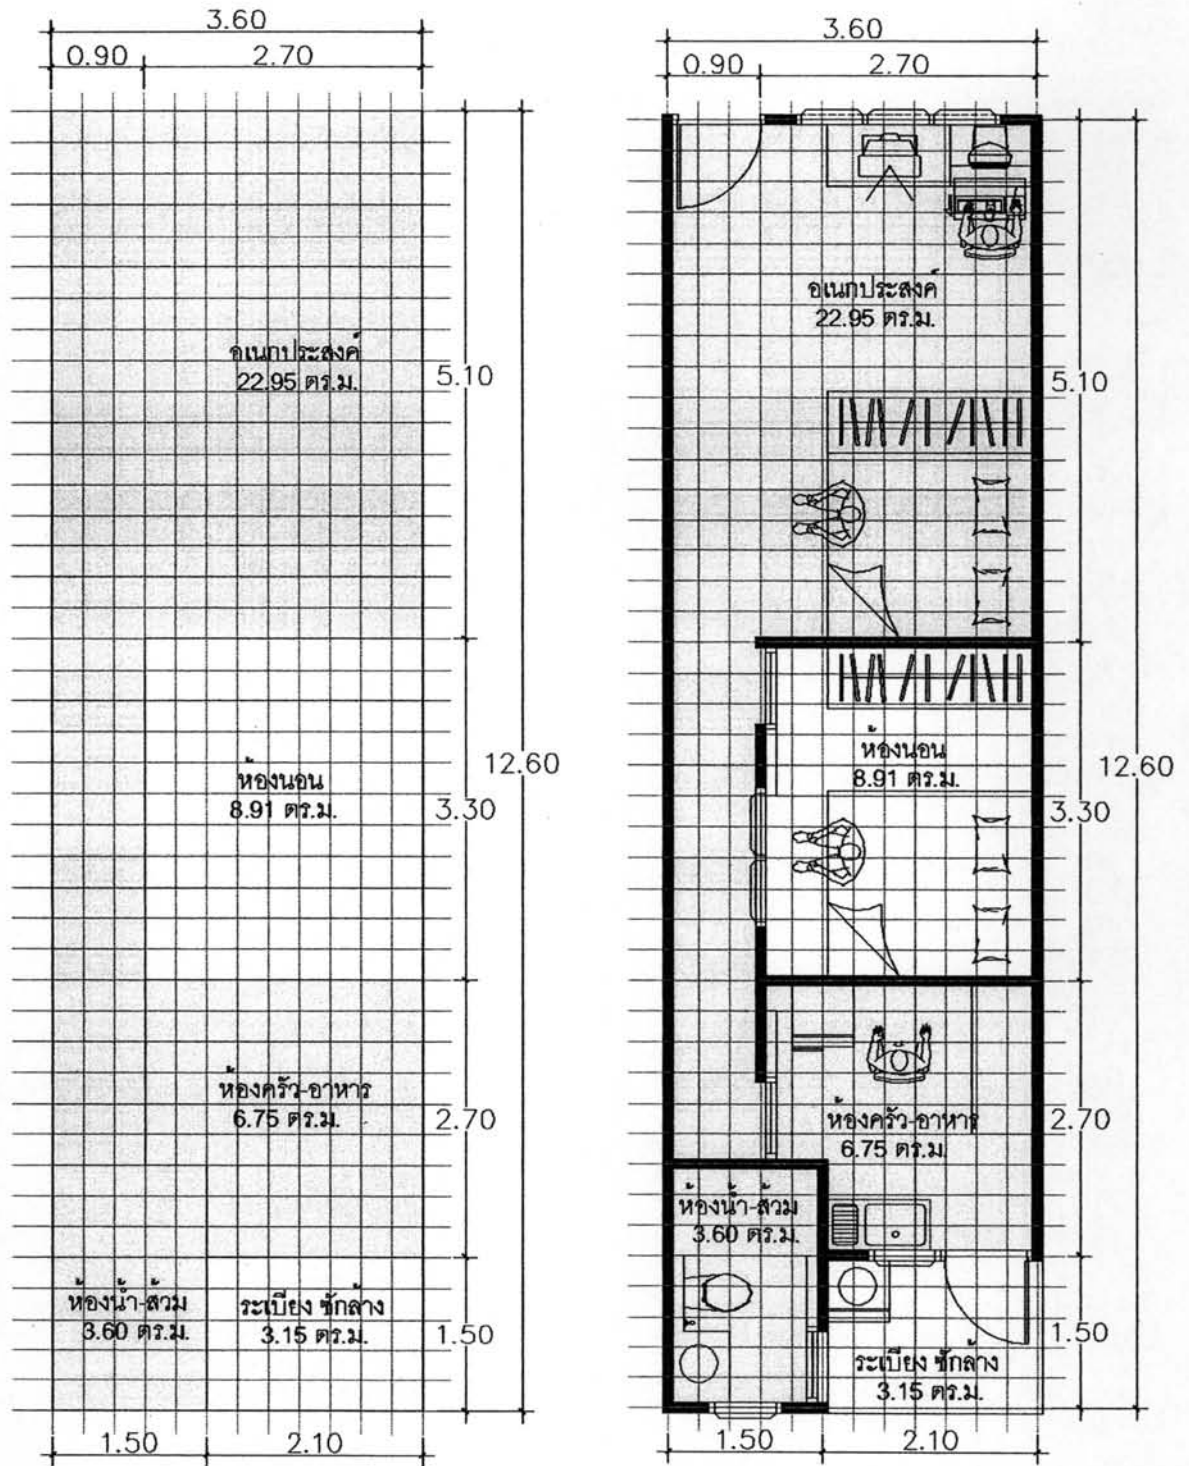 3.60
0.90
2.70
อเนกประสงค์
22.95 ตร.ม.
5.10
ห้องนอน
8.91 ตร.ม.
12.60
3.30
ห้องครัว-อาหาร
6.75 ตร.ม.
2.70
ห้องน้ำ-ส้วม
3.60 ตร.ม.
ระเบียง ซักล้าง
3.15 ตร.ม.
1.50
1.50
2.10
3.60
0.90
2.70
อเนกประสงค์
22.95 ตร.ม.
5.10
ห้องนอน
8.91 ตร.ม.
12.60
3.30
ห้องครัว-อาหาร
6.75 ตร.ม.
2.70
ห้องน้ำ-ส้วม
3.60 ตร.ม.
ระเบียง ซักล้าง
3.15 ตร.ม.
1.50
1.50
2.10